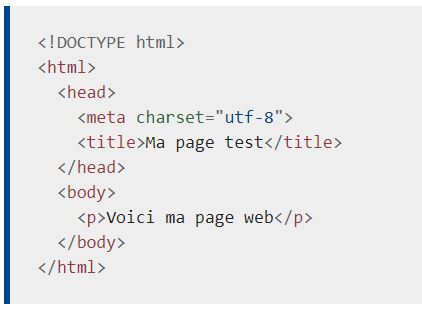 <!DOCTYPE html>
<html>
  <head>
    <meta charset="utf-8">
    <title>Ma page test</title>
  </head>
  <body>
    <p>Voici ma page web</p>
  </body>
</html>